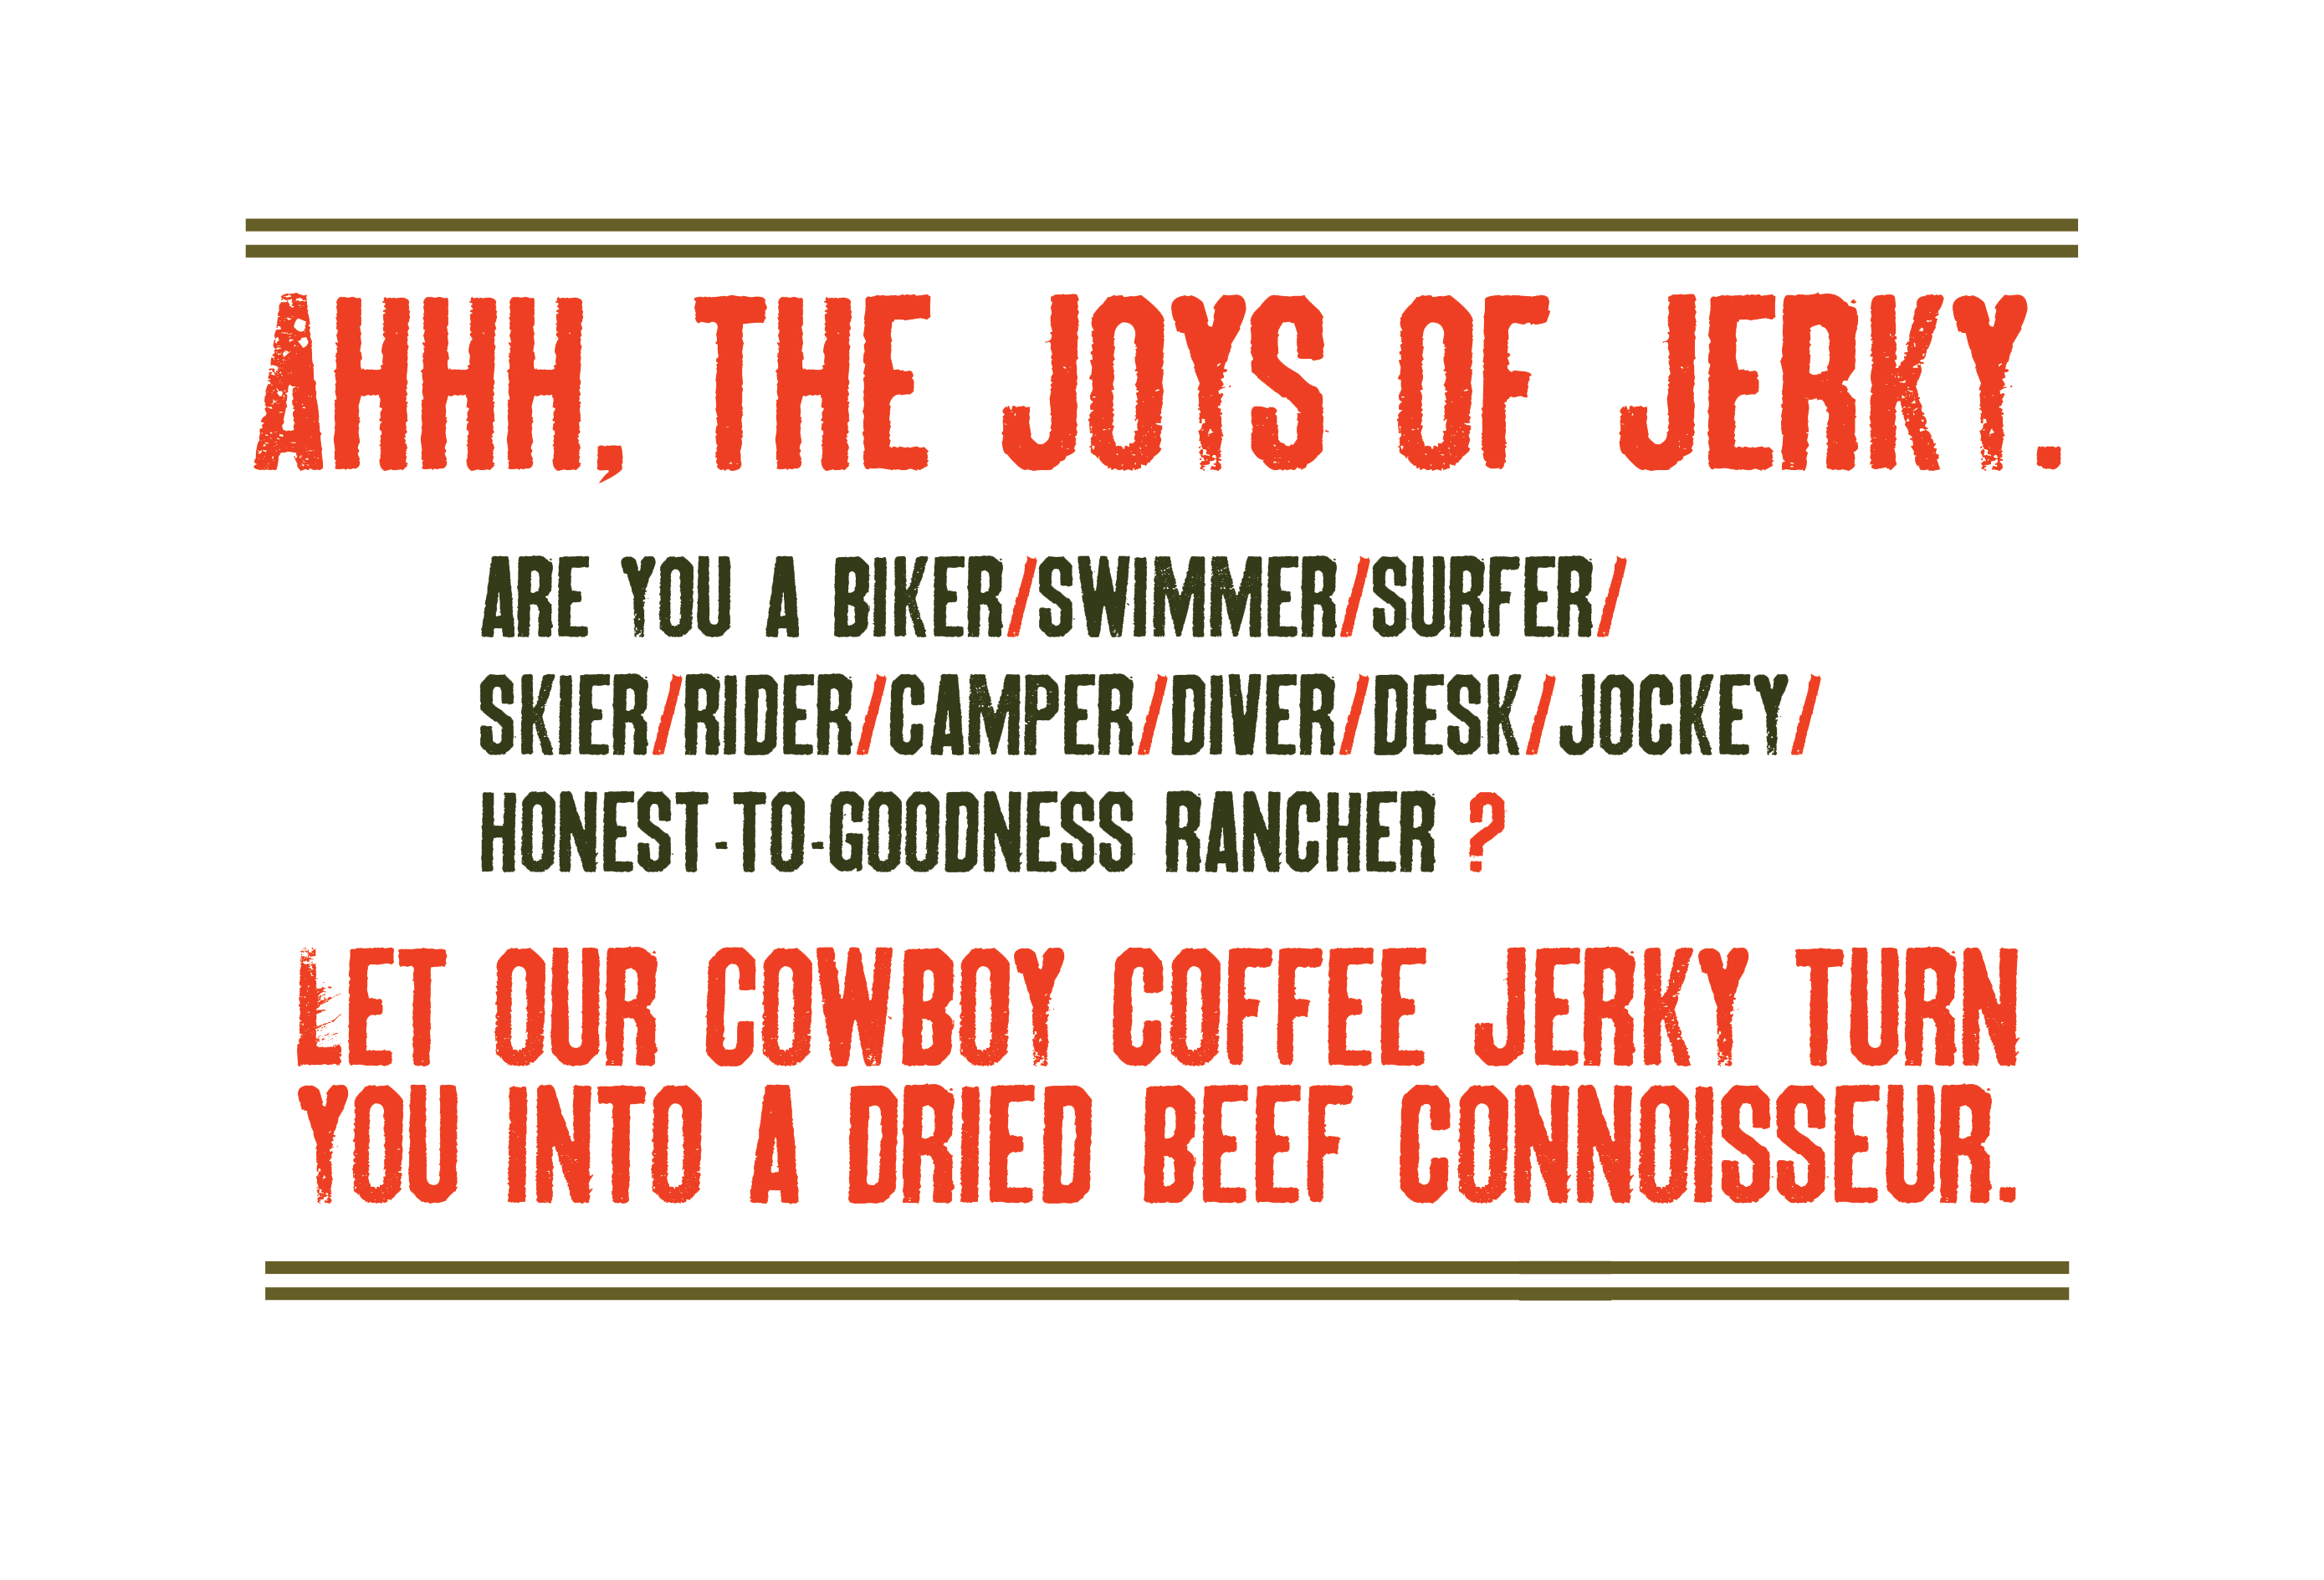 AHHH, THE JOYS OF JERKY.
ARE YOU A BIKER/SWIMMER/SURFER/
SKIER/RIDER/CAMPER/DIVER/DESK/JOCKEY/
HONEST-TO-GOODNESS RANCHER ?
LET OUR COWBOY COFFEE JERKY TURN
YOU INTO A DRIED BEEF CONNOISSEUR.